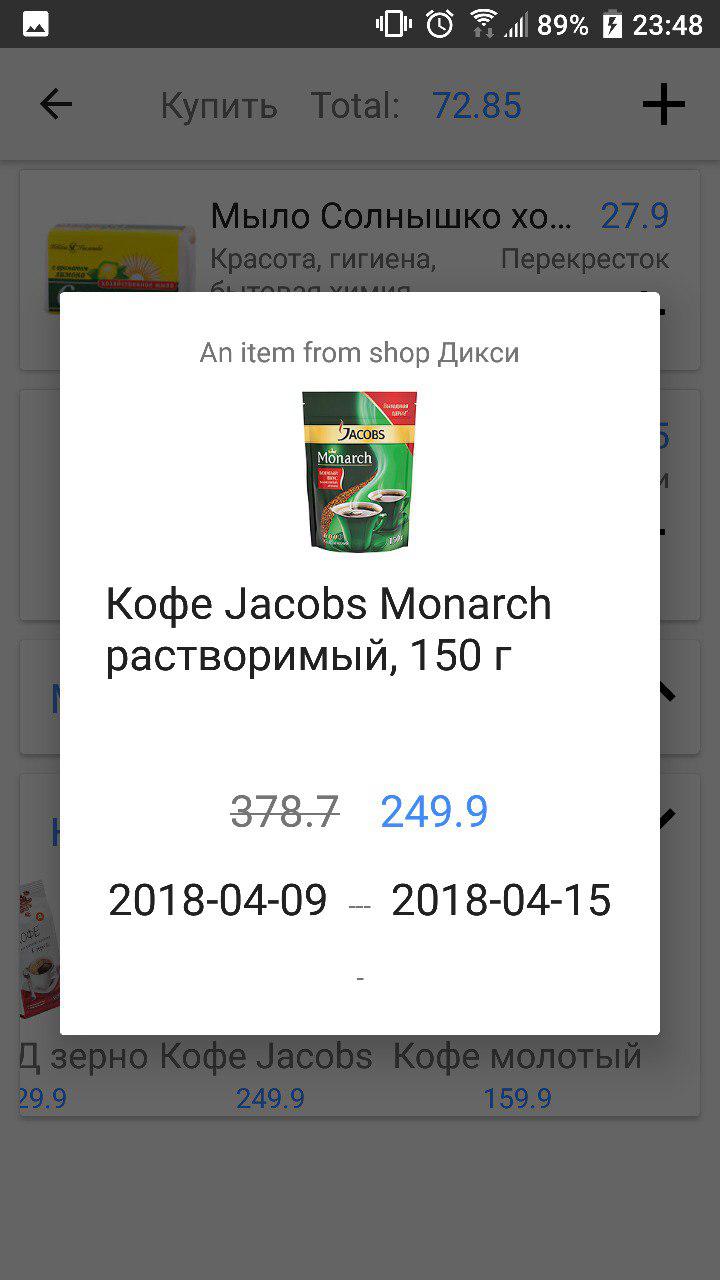 89% 23:48
Купить Total: 72.85
Мыло Солнышко хо... 27.9
Красота, гигиена, Перекресток
бытовая химия
An item from shop Дикси
JACOBS
Monarch
Кофе Jacobs Monarch
растворимый, 150 г
378.7 249.9
2018-04-09 --- 2018-04-15
-
Д зерно Кофе Jacobs Кофе молотый
29.9 249.9 159.9